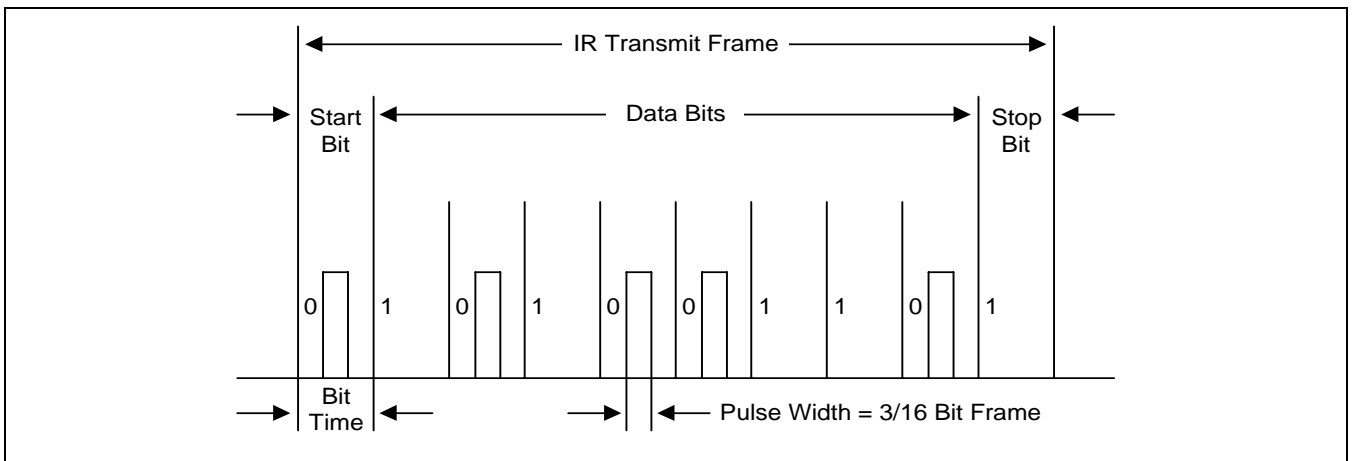 IR Transmit Frame
Start
Bit
Data Bits
Stop
Bit
0 1 0 1 0 0 1 1 0 1
Bit
Time
Pulse Width = 3/16 Bit Frame